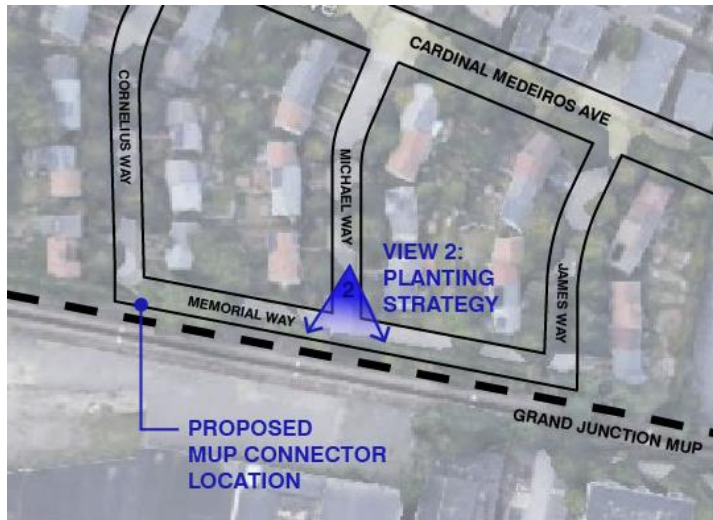 CARDINAL MEDEIROS AVE
CORNELIUS WAY
MICHAEL WAY
VIEW 2:
PLANTING
STRATEGY
2
JAMES WAY
MEMORIAL WAY
GRAND JUNCTION MUP
PROPOSED
MUP CONNECTOR
LOCATION